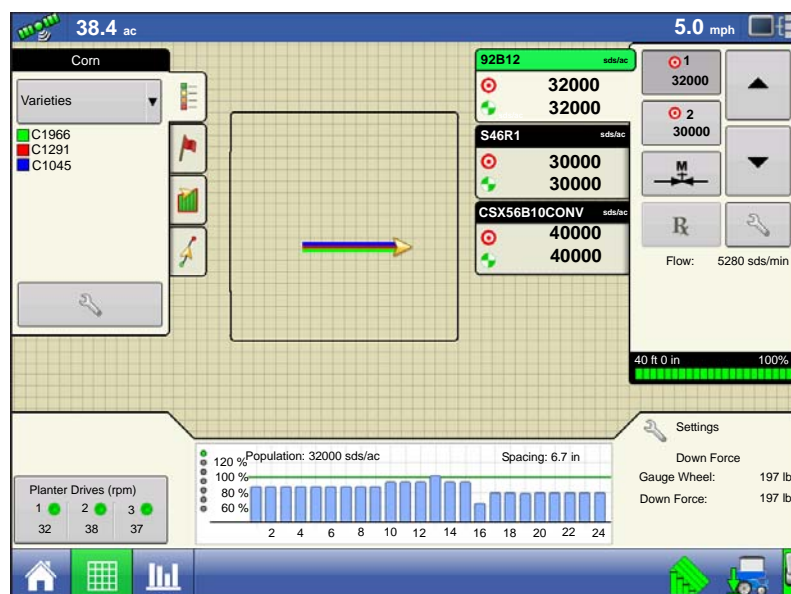 38.4 ac
5.0 mph
Corn
Varieties
C1966
C1291
C1045
92B12 sds/ac
32000
32000
S46R1 sds/ac
30000
30000
CSX56B10CONV sds/ac
40000
40000
1
32000
2
30000
M
Rx
Flow: 5280 sds/min
40 ft 0 in 100%
Settings
Down Force
Gauge Wheel: 197 lb
Down Force: 197 lb
Population: 32000 sds/ac Spacing: 6.7 in
120 %
100 %
80 %
60 %
2 4 6 8 10 12 14 16 18 20 22 24
Planter Drives (rpm)
1 2 3
32 38 37